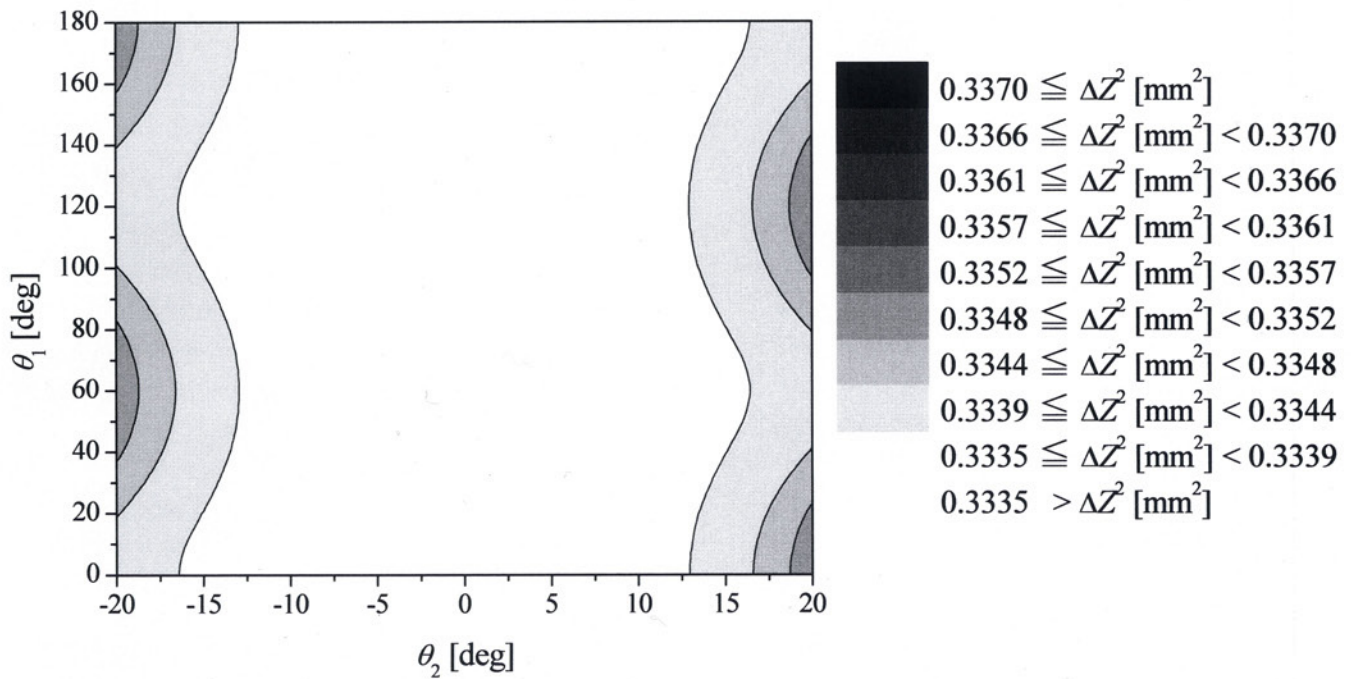 180
160
140
120
100
80
60
40
20
0
θ₁ [deg]
-20 -15 -10 -5 0 5 10 15 20
θ₂ [deg]
0.3370 ≦ ΔZ² [mm²]
0.3366 ≦ ΔZ² [mm²] < 0.3370
0.3361 ≦ ΔZ² [mm²] < 0.3366
0.3357 ≦ ΔZ² [mm²] < 0.3361
0.3352 ≦ ΔZ² [mm²] < 0.3357
0.3348 ≦ ΔZ² [mm²] < 0.3352
0.3344 ≦ ΔZ² [mm²] < 0.3348
0.3339 ≦ ΔZ² [mm²] < 0.3344
0.3335 ≦ ΔZ² [mm²] < 0.3339
0.3335 > ΔZ² [mm²]